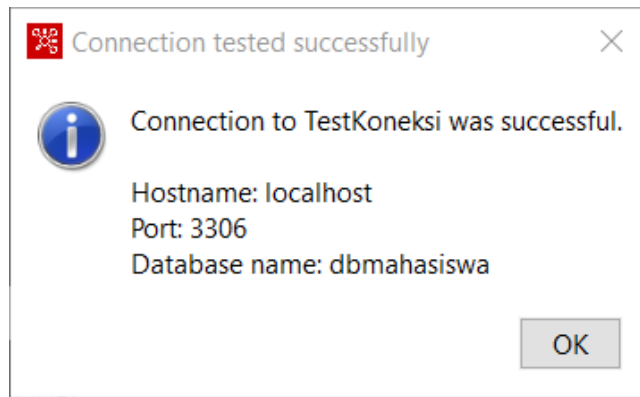 Connection tested successfully
Connection to TestKoneksi was successful.
Hostname: localhost
Port: 3306
Database name: dbmahasiswa
OK